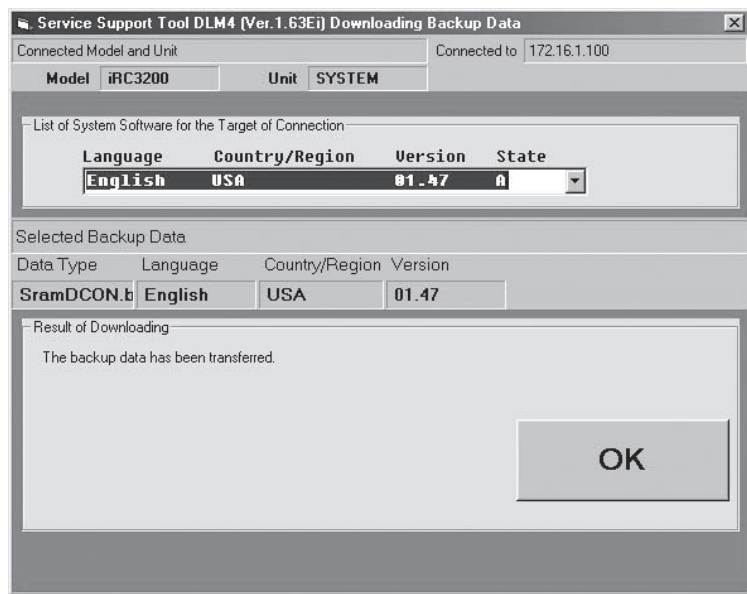 Service Support Tool DLM4 (Ver.1.63Ei) Downloading Backup Data
Connected Model and Unit
Connected to 172.16.1.100
Model iRC3200 Unit SYSTEM
List of System Software for the Target of Connection
Language Country/Region Version State
English USA 01.47 A
Selected Backup Data
Data Type Language Country/Region Version
SramDCON.b English USA 01.47
Result of Downloading
The backup data has been transferred.
OK